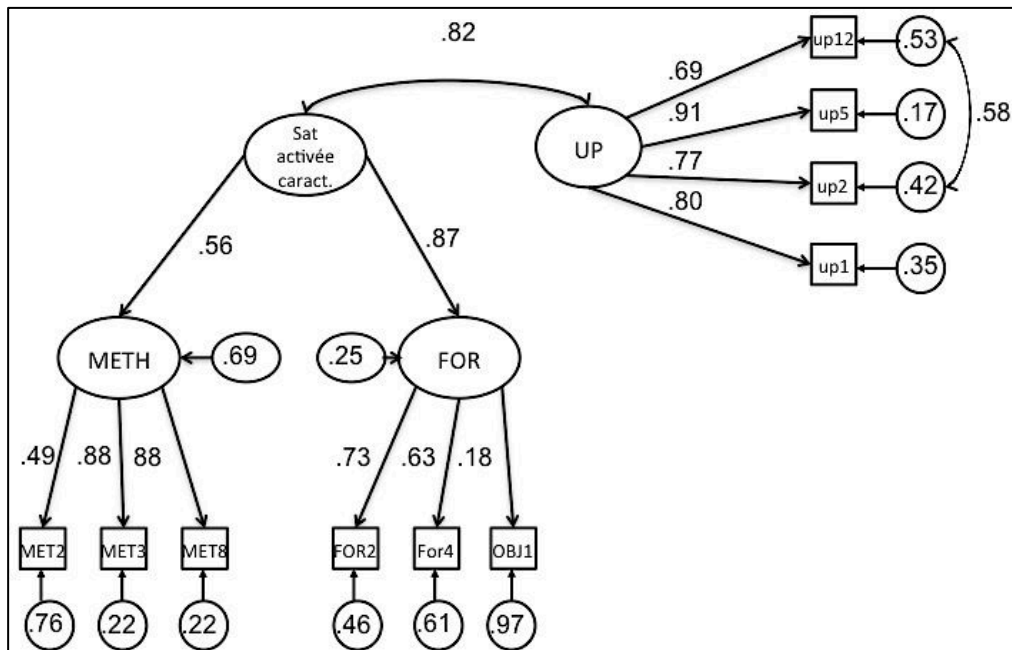 .82
up12
.53
.69
.91
up5
.17
.58
Sat
activée
caract.
UP
.77
up2
.42
.80
.56
.87
up1
.35
METH
.69
.25
FOR
.49
.88
88
.73
.63
.18
MET2
MET3
MET8
FOR2
For4
OBJ1
.76
.22
.22
.46
.61
.97